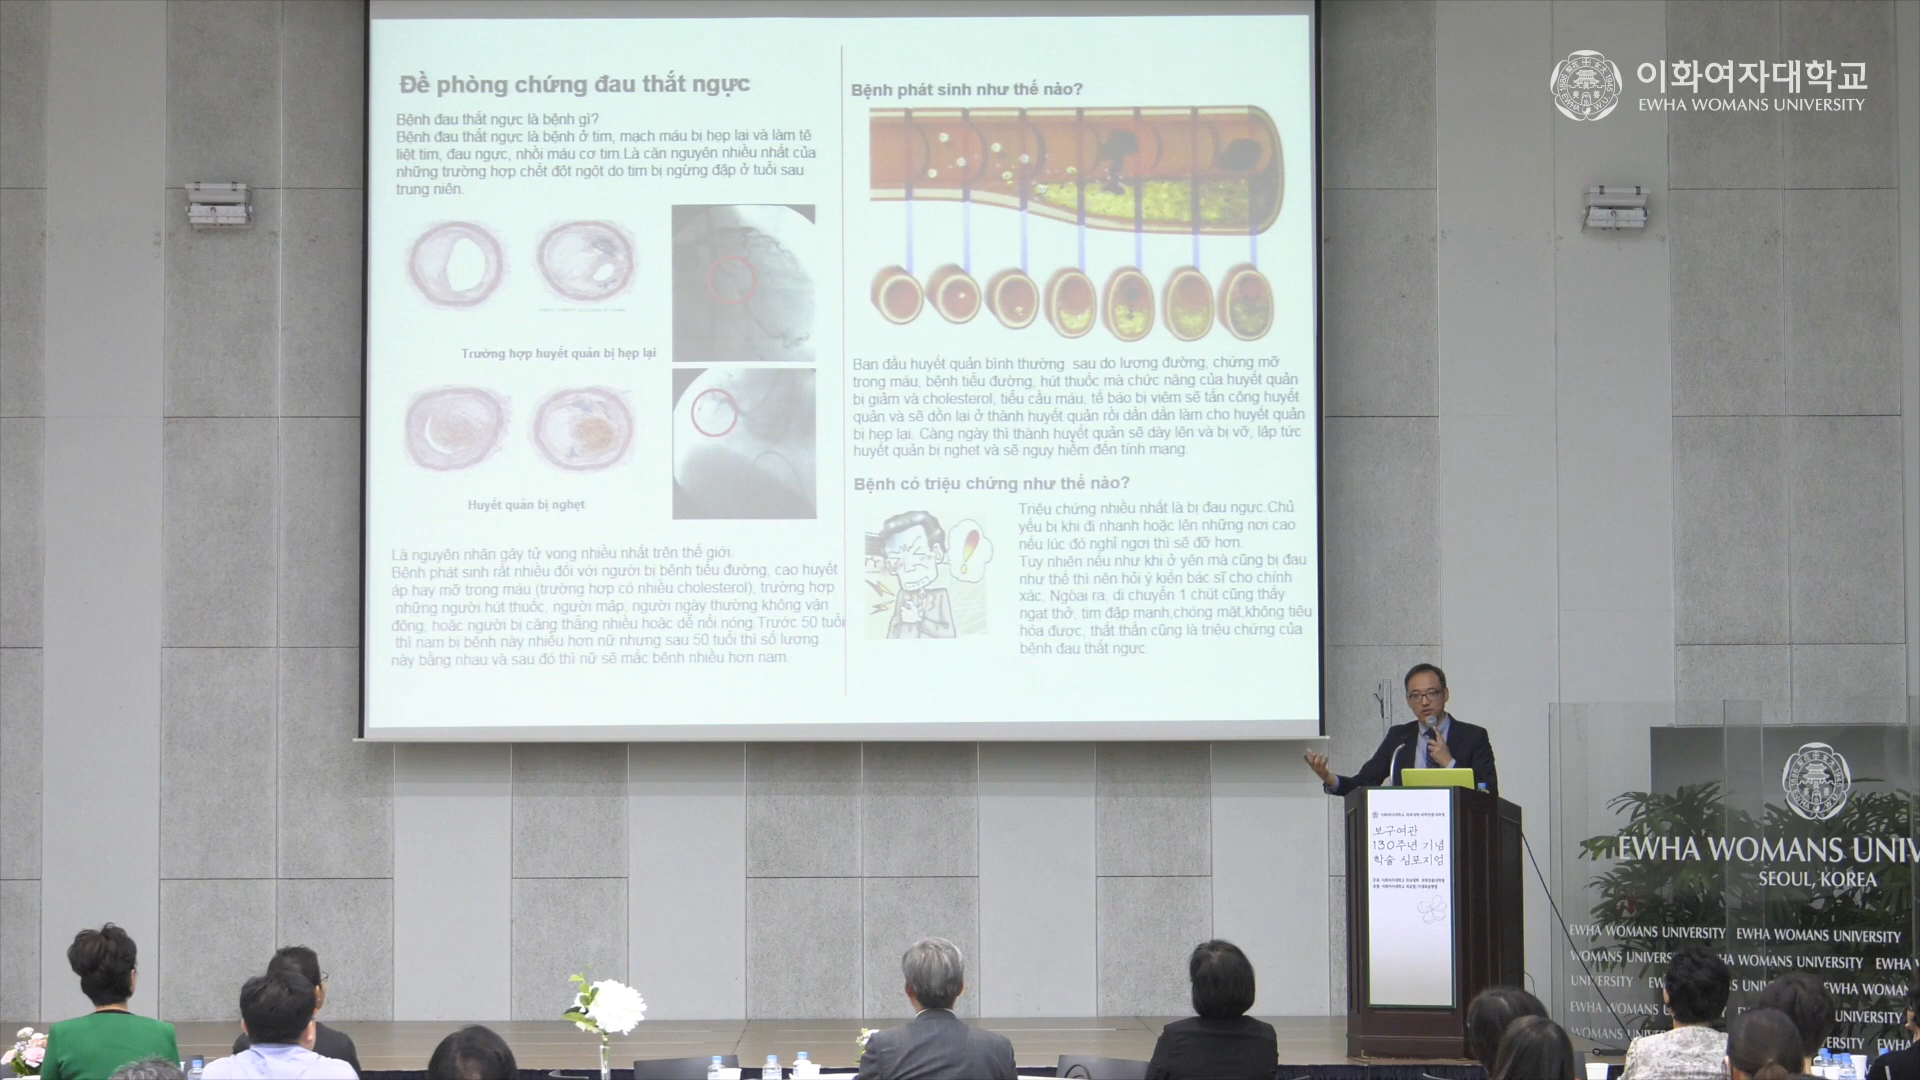 Đề phòng chứng đau thắt ngực
Bệnh đau thắt ngực là bệnh gì?
Bệnh đau thắt ngực là bệnh ở tim, mạch máu bị hẹp lại và làm tê
liệt tim, đau ngực, nhồi máu cơ tim.Là căn nguyên nhiều nhất của
những trường hợp chết đột ngột do tim bị ngừng đập ở tuổi sau
trung niên.
Trường hợp huyết quản bị hẹp lại
Huyết quản bị nghẹt
Là nguyên nhân gây tử vong nhiều nhất trên thế giới.
Bệnh phát sinh rất nhiều đối với người bị bệnh tiểu đường, cao huyết
áp hay mỡ trong máu (trường hợp có nhiều cholesterol), trường hợp
những người hút thuốc, người mập, người ngày thường không vận
động, hoặc người bị căng thẳng nhiều hoặc dễ nổi nóng.Trước 50 tuổi
thì nam bị bệnh này nhiều hơn nữ nhưng sau 50 tuổi thì số lượng
này bằng nhau và sau đó thì nữ sẽ mắc bệnh nhiều hơn nam.
Bệnh phát sinh như thế nào?
Ban đầu huyết quản bình thường sau do lượng đường, chứng mỡ
trong máu, bệnh tiểu đường, hút thuốc mà chức năng của huyết quản
bị giảm và cholesterol, tiểu cầu máu, tế bào bị viêm sẽ tấn công huyết
quản và sẽ dồn lại ở thành huyết quản rồi dần dần làm cho huyết quản
bị hẹp lại. Càng ngày thì thành huyết quản sẽ dày lên và bị vỡ, lập tức
huyết quản bị nghẹt và sẽ nguy hiểm đến tính mạng.
Bệnh có triệu chứng như thế nào?
Triệu chứng nhiều nhất là bị đau ngực.Chủ
yếu bị khi đi nhanh hoặc lên những nơi cao
nếu lúc đó nghỉ ngơi thì sẽ đỡ hơn.
Tuy nhiên nếu như khi ở yên mà cũng bị đau
như thế thì nên hỏi ý kiến bác sĩ cho chính
xác. Ngòai ra, di chuyển 1 chút cũng thấy
ngạt thở, tim đập mạnh,chóng mặt,không tiêu
hóa được, thắt thần cũng là triệu chứng của
bệnh đau thắt ngực.
이화여자대학교
EWHA WOMANS UNIVERSITY
보구여관
130주년 기념
학술 심포지엄
EWHA WOMANS UNIV
SEOUL, KOREA
EWHA WOMANS UNIVERSITY EWHA WOMANS UNIVERSITY
WOMANS UNIVERS HA WOMANS UNIVERSITY EWHA W
UNIVERSITY EW EWHA WOMAN
EWHA WOMANS UNIVERSITY
WOMANS UNIVE ERSITY EWHA